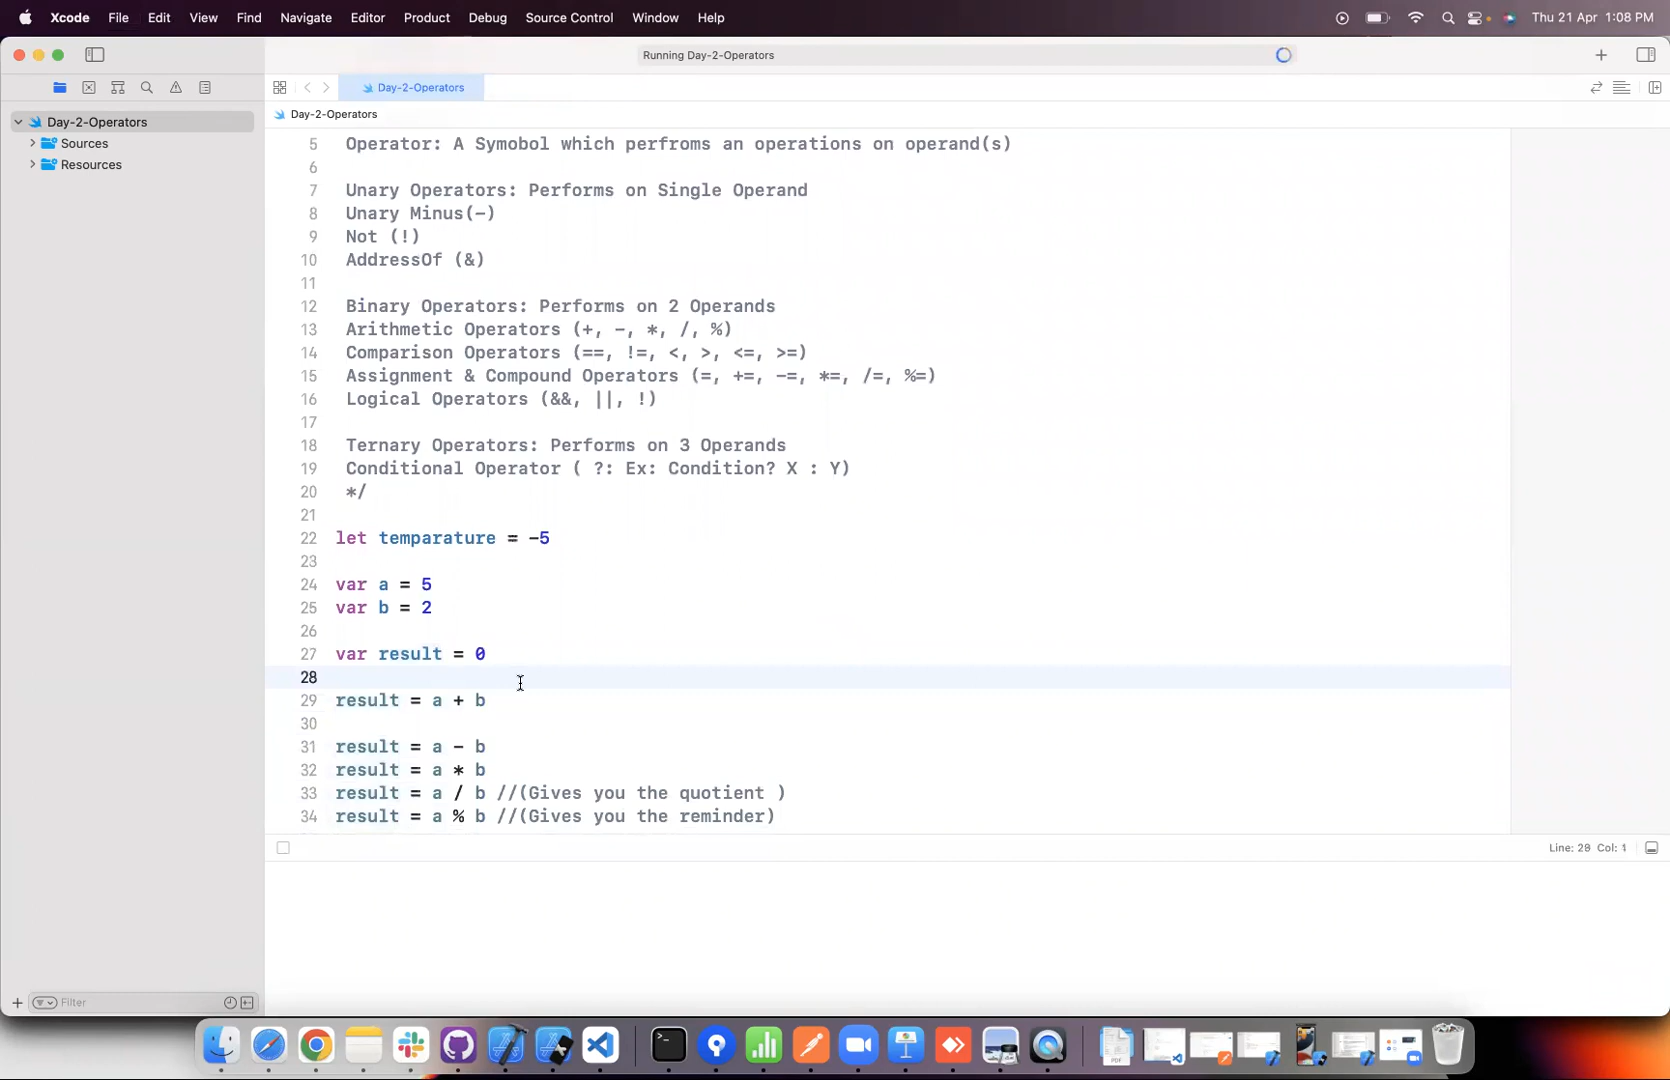 Xcode File Edit View Find Navigate Editor Product Debug Source Control Window Help Thu 21 Apr 1:08 PM
Running Day-2-Operators
Day-2-Operators
Day-2-Operators
Day-2-Operators
Sources
Resources
5 Operator: A Symobol which perfroms an operations on operand(s)
6
7 Unary Operators: Performs on Single Operand
8 Unary Minus(-)
9 Not (!)
10 AddressOf (&)
11
12 Binary Operators: Performs on 2 Operands
13 Arithmetic Operators (+, -, *, /, %)
14 Comparison Operators (==, !=, <, >, <=, >=)
15 Assignment & Compound Operators (=, +=, -=, *=, /=, %=)
16 Logical Operators (&&, ||, !)
17
18 Ternary Operators: Performs on 3 Operands
19 Conditional Operator ( ?: Ex: Condition? X : Y)
20 */
21
22 let temparature = -5
23
24 var a = 5
25 var b = 2
26
27 var result = 0
28
29 result = a + b
30
31 result = a - b
32 result = a * b
33 result = a / b //(Gives you the quotient )
34 result = a % b //(Gives you the reminder)
Line: 28 Col: 1
Filter